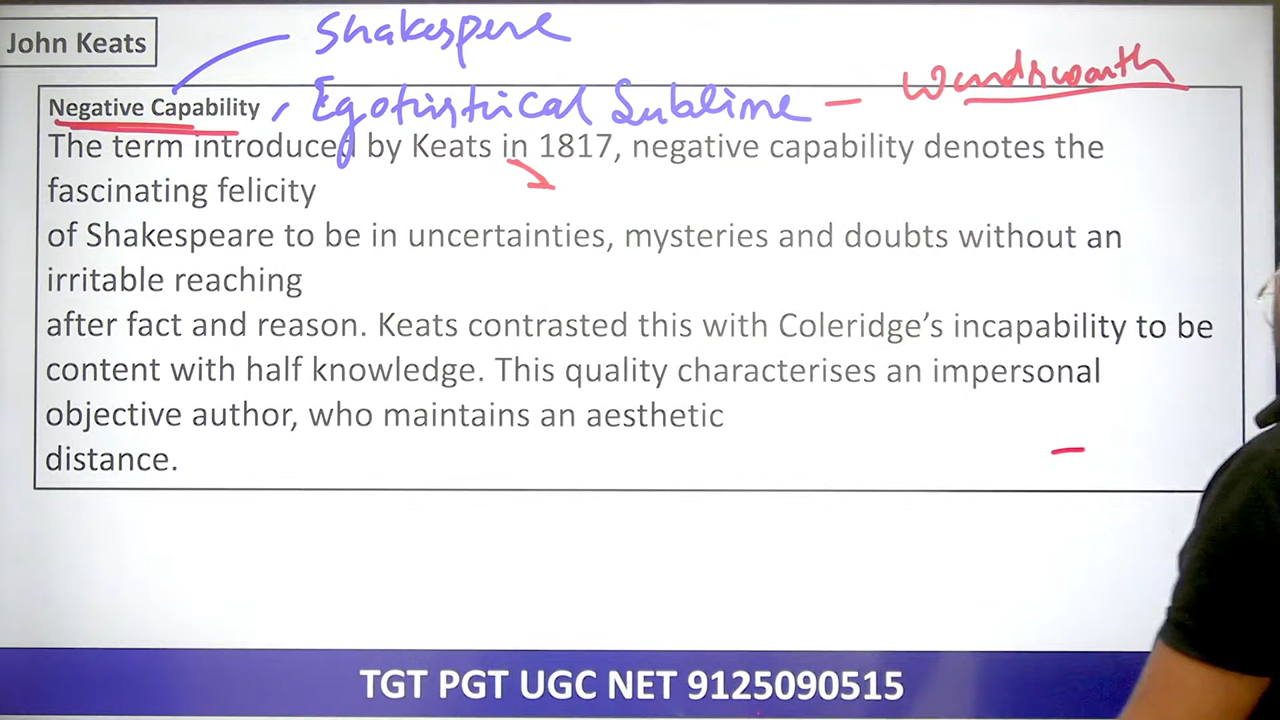 John Keats
Shakespere
Negative Capability
Egotistrical Sublime –
Wendsworth
The term introduced by Keats in 1817, negative capability denotes the
fascinating felicity
of Shakespeare to be in uncertainties, mysteries and doubts without an
irritable reaching
after fact and reason. Keats contrasted this with Coleridge’s incapability to be
content with half knowledge. This quality characterises an impersonal
objective author, who maintains an aesthetic
distance.
TGT PGT UGC NET 9125090515